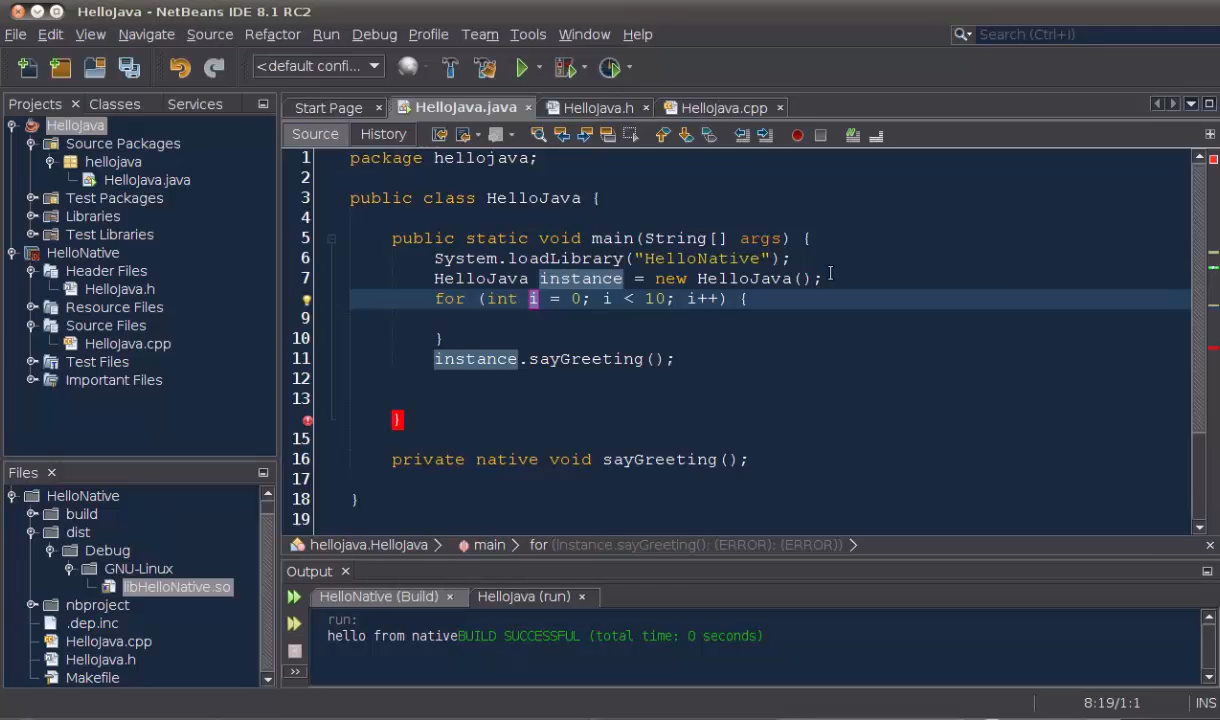 HelloJava - NetBeans IDE 8.1 RC2
File Edit View Navigate Source Refactor Run Debug Profile Team Tools Window Help
Search (Ctrl+I)
<default confi...
Projects Classes Services
HelloJava
Source Packages
hellojava
HelloJava.java
Test Packages
Libraries
Test Libraries
HelloNative
Header Files
HelloJava.h
Resource Files
Source Files
HelloJava.cpp
Test Files
Important Files
Files
HelloNative
build
dist
Debug
GNU-Linux
libHelloNative.so
nbproject
.dep.inc
HelloJava.cpp
HelloJava.h
Makefile
Start Page HelloJava.java HelloJava.h HelloJava.cpp
Source History
1 package hellojava;
2
3 public class HelloJava {
4
5 public static void main(String[] args) {
6 System.loadLibrary("HelloNative");
7 HelloJava instance = new HelloJava();
for (int i = 0; i < 10; i++) {
9
10 }
11 instance.sayGreeting();
12
13
}
15
16 private native void sayGreeting();
17
18 }
19
hellojava.HelloJava main for (instance.sayGreeting(); (ERROR); (ERROR))
Output
HelloNative (Build) HelloJava (run)
run:
hello from nativeBUILD SUCCESSFUL (total time: 0 seconds)
8:19/1:1 INS